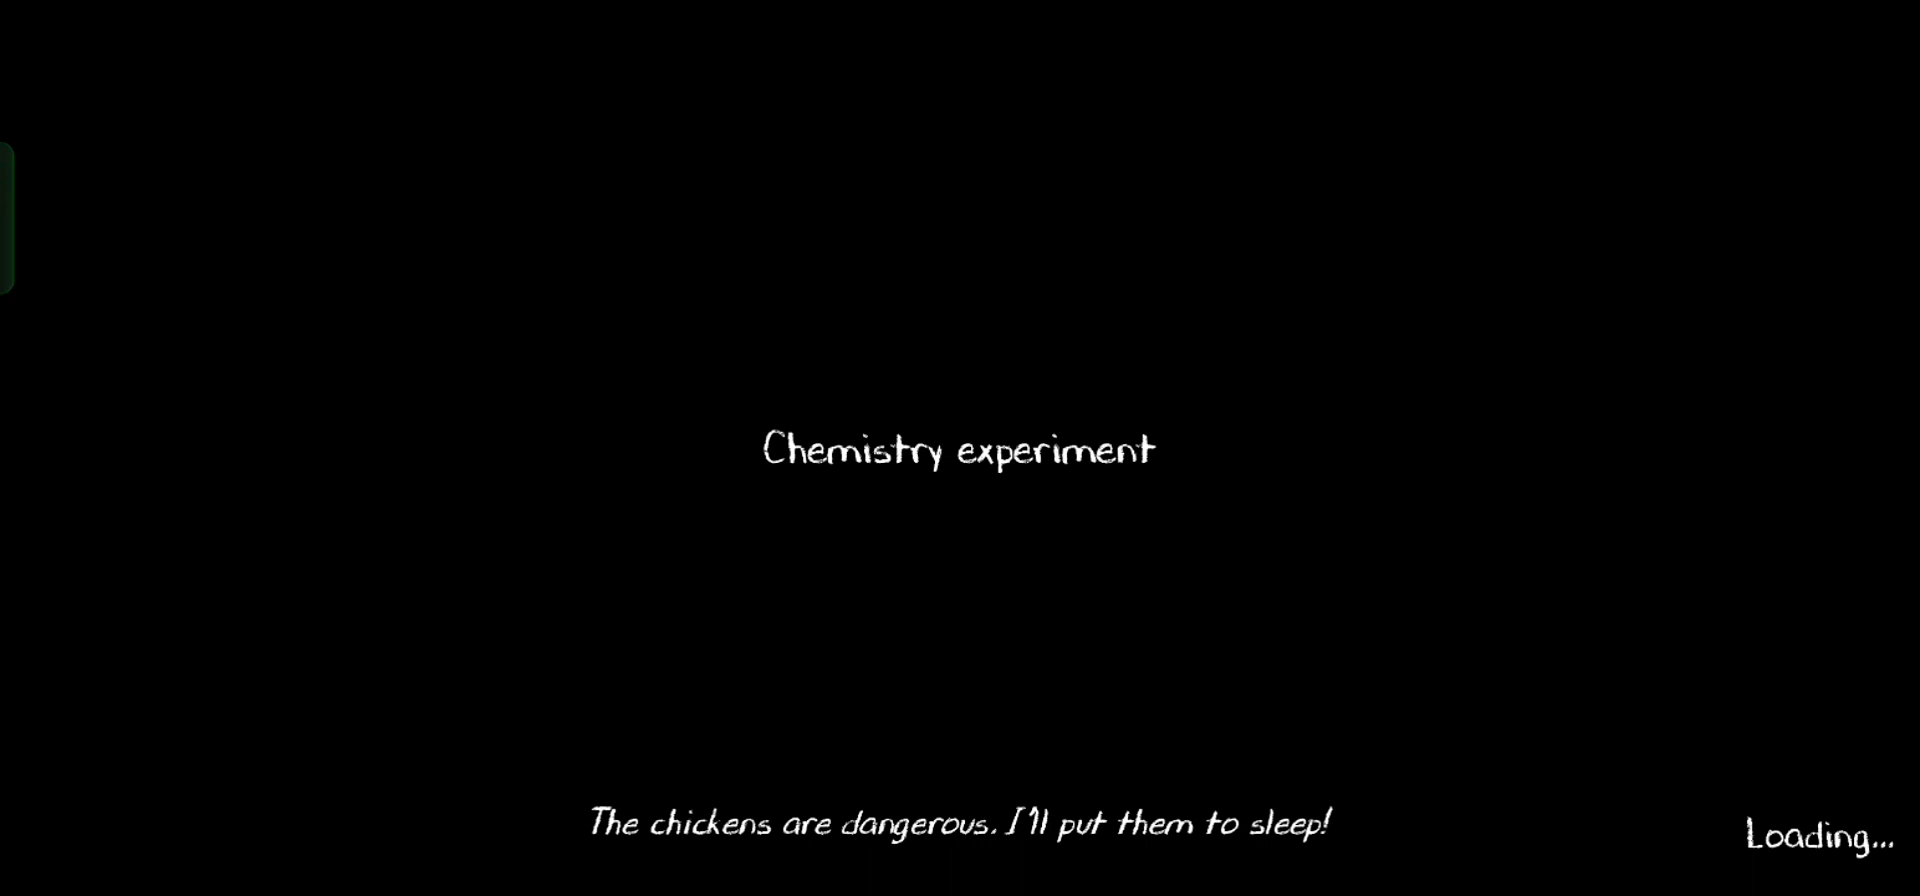 Chemistry experiment
The chickens are dangerous. I'll put them to sleep!
Loading...